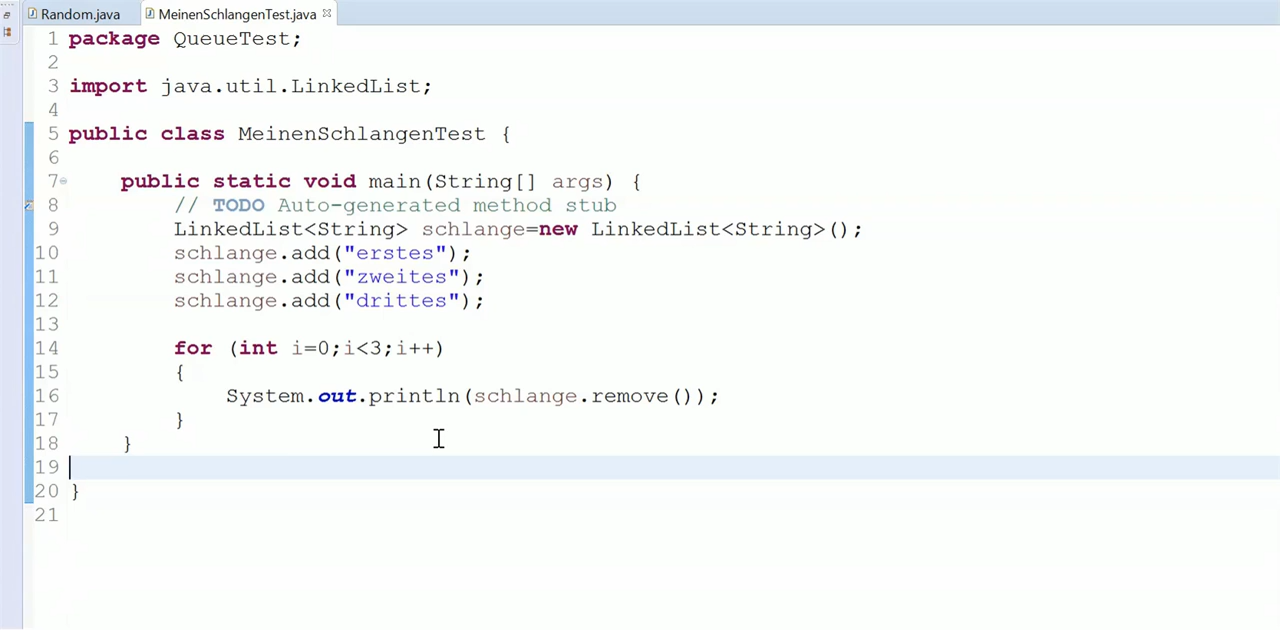 Random.java MeinenSchlangenTest.java
1 package QueueTest;
2
3 import java.util.LinkedList;
4
5 public class MeinenSchlangenTest {
6
7 public static void main(String[] args) {
8 // TODO Auto-generated method stub
9 LinkedList<String> schlange=new LinkedList<String>();
10 schlange.add("erstes");
11 schlange.add("zweites");
12 schlange.add("drittes");
13
14 for (int i=0;i<3;i++)
15 {
16 System.out.println(schlange.remove());
17 }
18 }
19
20 }
21